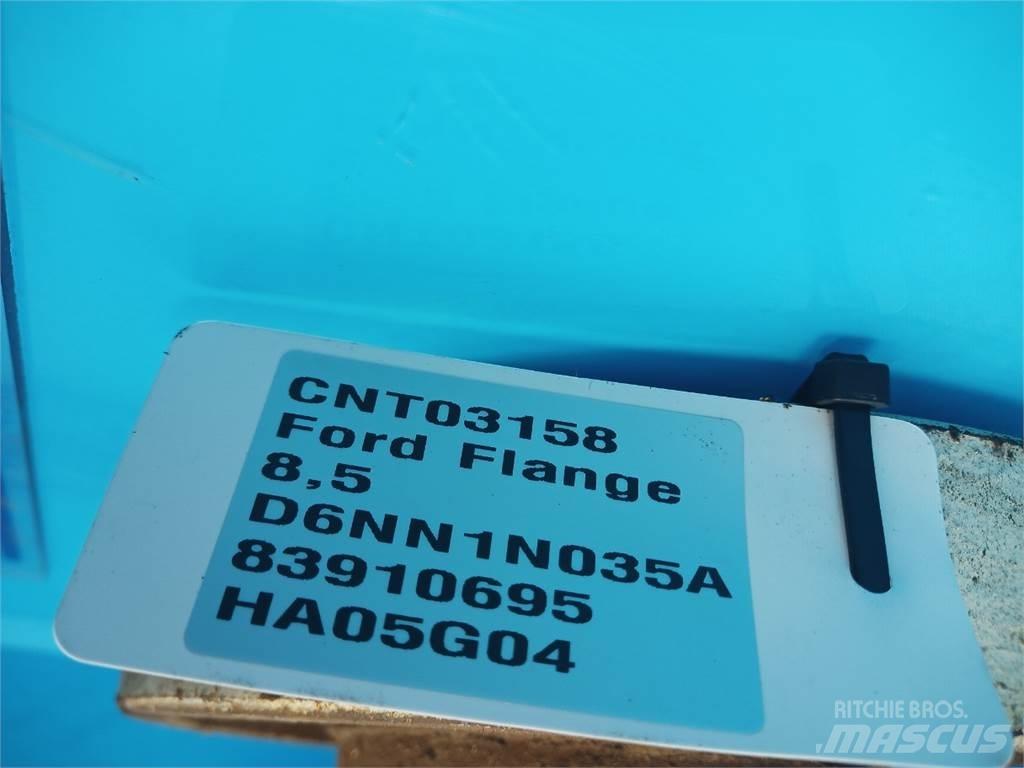 CNT03158
Ford Flange
8,5
D6NN1N035A
83910695
HA05G04
RITCHIE BROS.
MASCUS